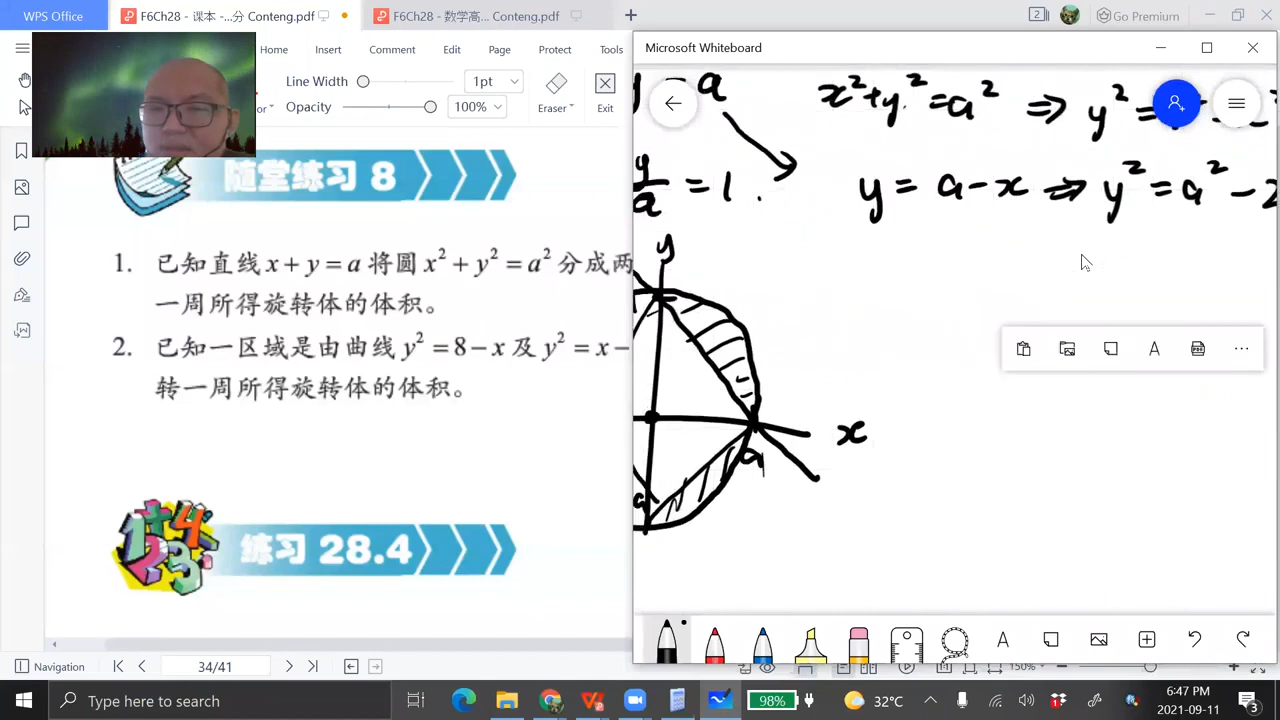 WPS Office
F6Ch28 - 课本 -...分 Conteng.pdf
F6Ch28 - 数学高... Conteng.pdf
2
Go Premium
Home
Insert
Comment
Edit
Page
Protect
Tools
Line Width
1pt
Opacity
100%
Eraser
Exit
随堂练习 8
1. 已知直线 x + y = a 将圆 x² + y² = a² 分成两
一周所得旋转体的体积。
2. 已知一区域是由曲线 y² = 8 − x 及 y² = x −
转一周所得旋转体的体积。
练习 28.4
Navigation
34/41
Microsoft Whiteboard
a
x²+y²=a² ⇒ y²=
y/a = 1.
y = a-x ⇒ y²=a²-2
y
x
a
a
150%
Type here to search
98%
32°C
6:47 PM
2021-09-11
3